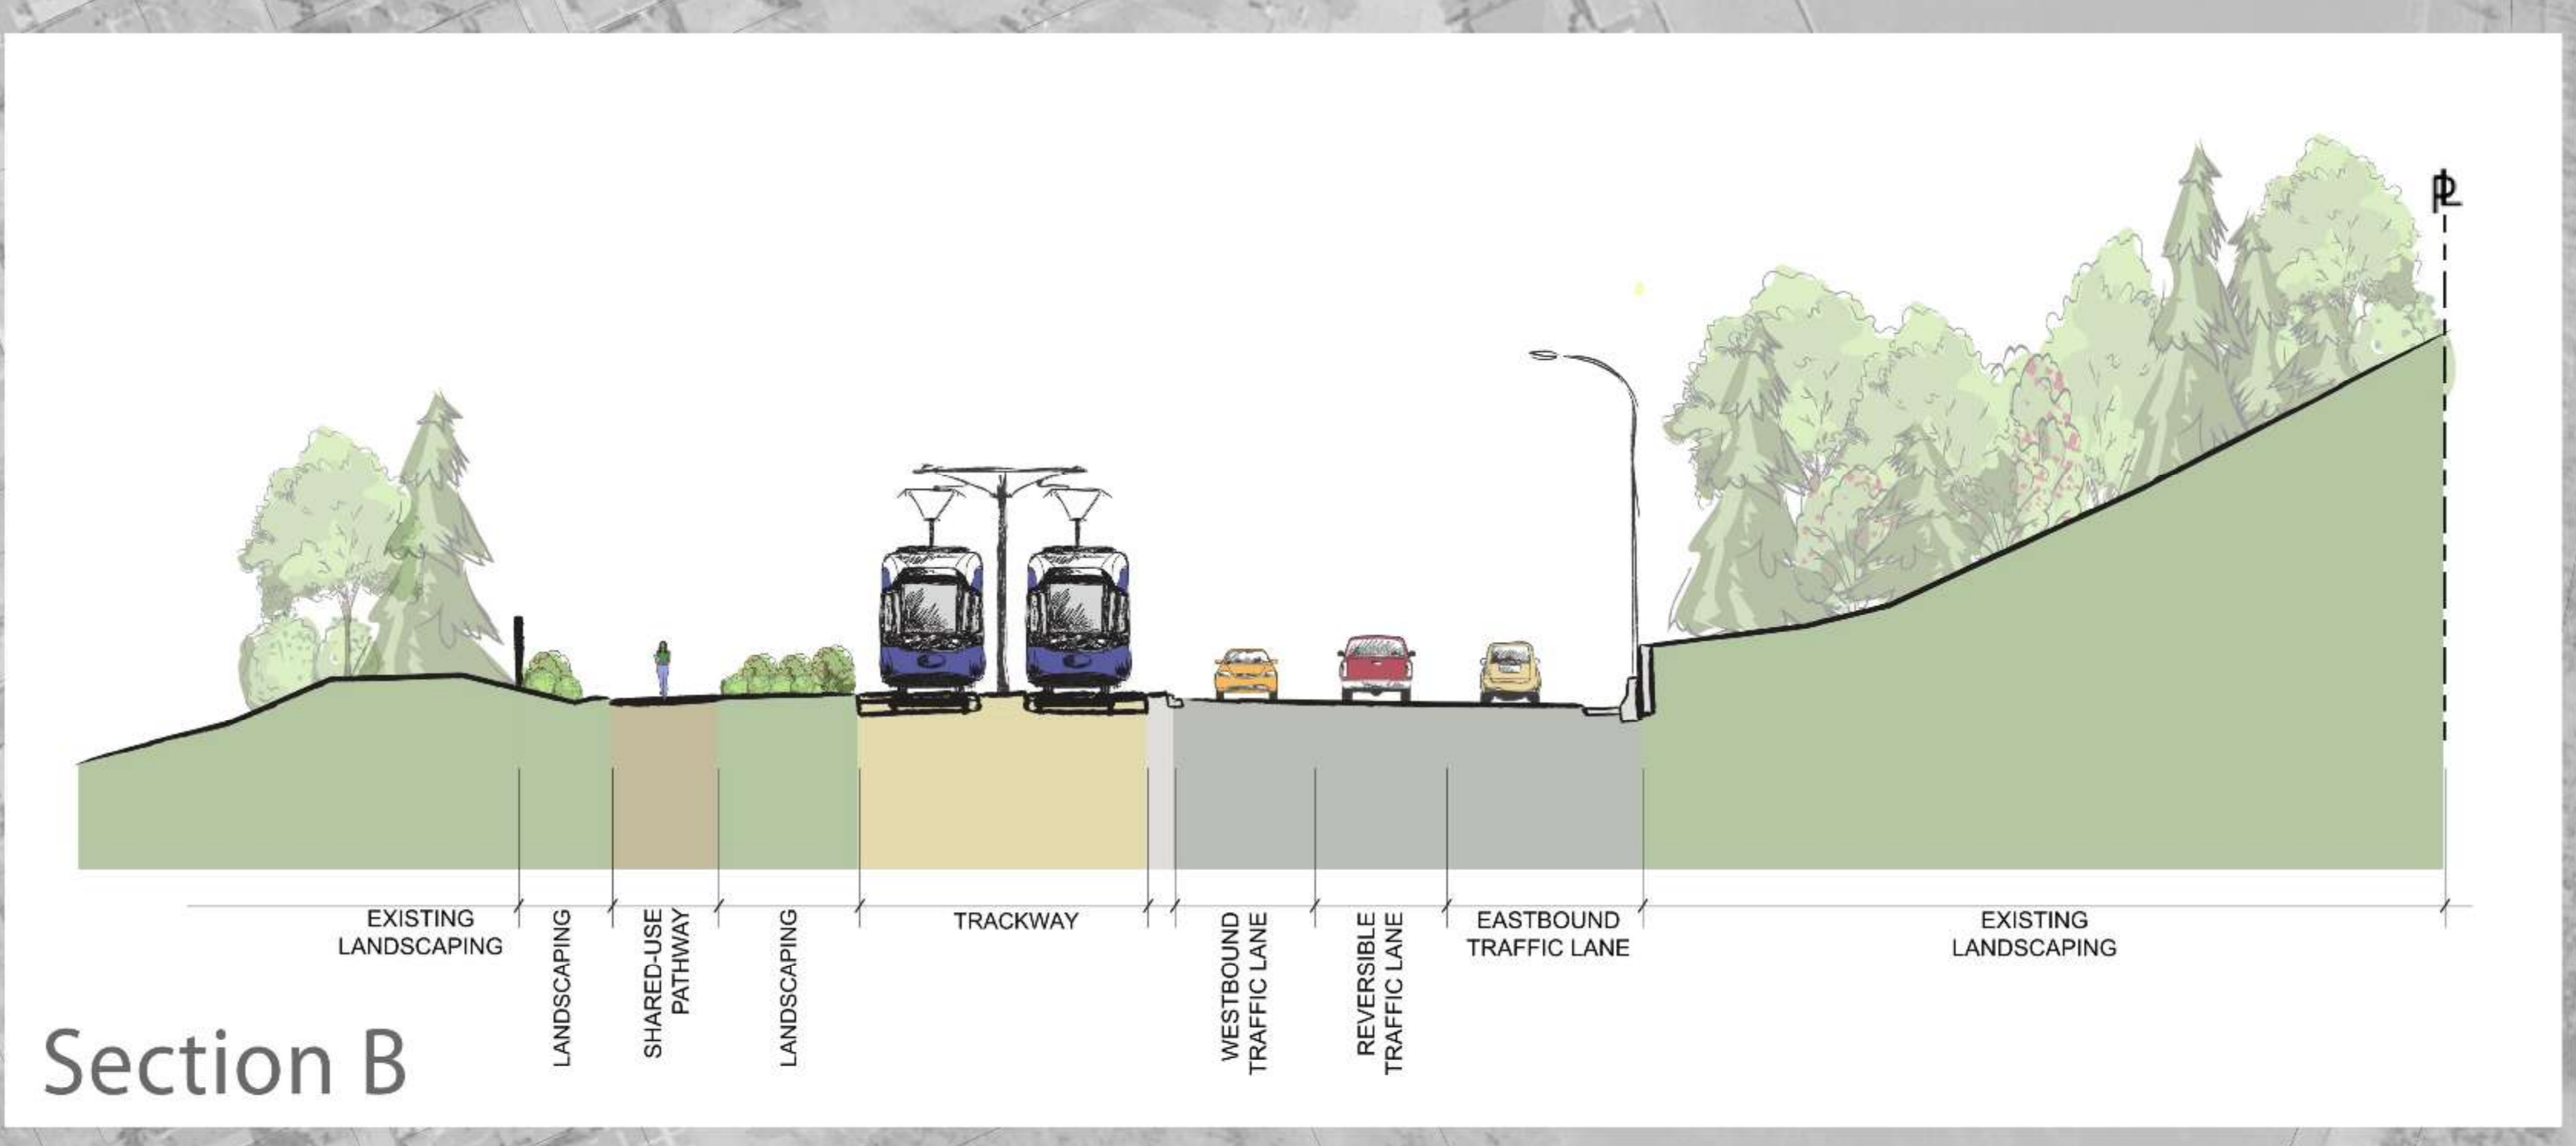 PL
EXISTING
LANDSCAPING
LANDSCAPING
SHARED-USE
PATHWAY
LANDSCAPING
TRACKWAY
WESTBOUND
TRAFFIC LANE
REVERSIBLE
TRAFFIC LANE
EASTBOUND
TRAFFIC LANE
EXISTING
LANDSCAPING
Section B